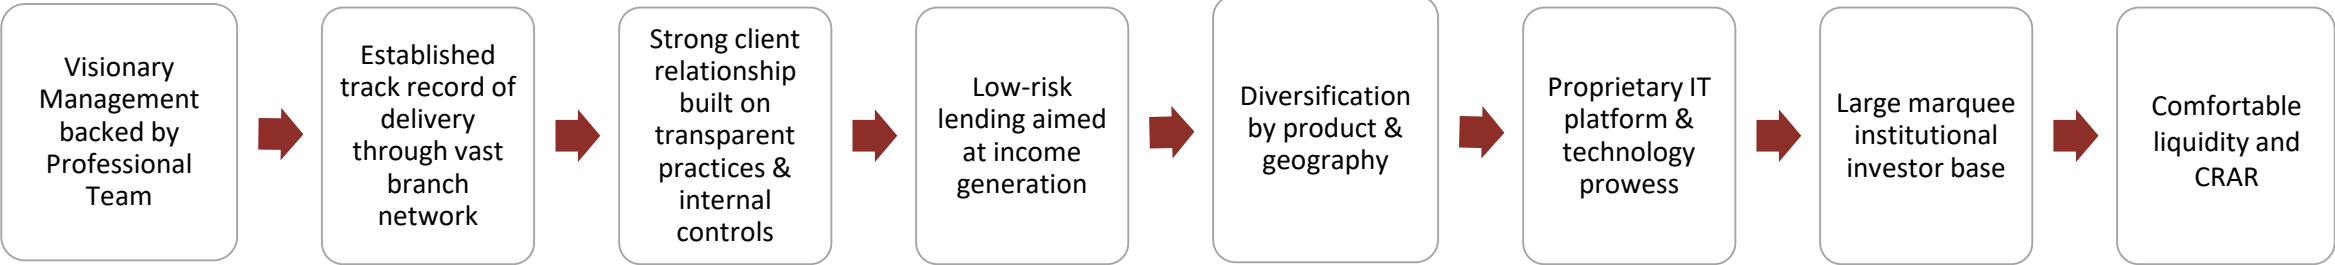 Visionary
Management
backed by
Professional
Team
Established
track record of
delivery
through vast
branch
network
Strong client
relationship
built on
transparent
practices &
internal
controls
Low-risk
lending aimed
at income
generation
Diversification
by product &
geography
Proprietary IT
platform &
technology
prowess
Large marquee
institutional
investor base
Comfortable
liquidity and
CRAR